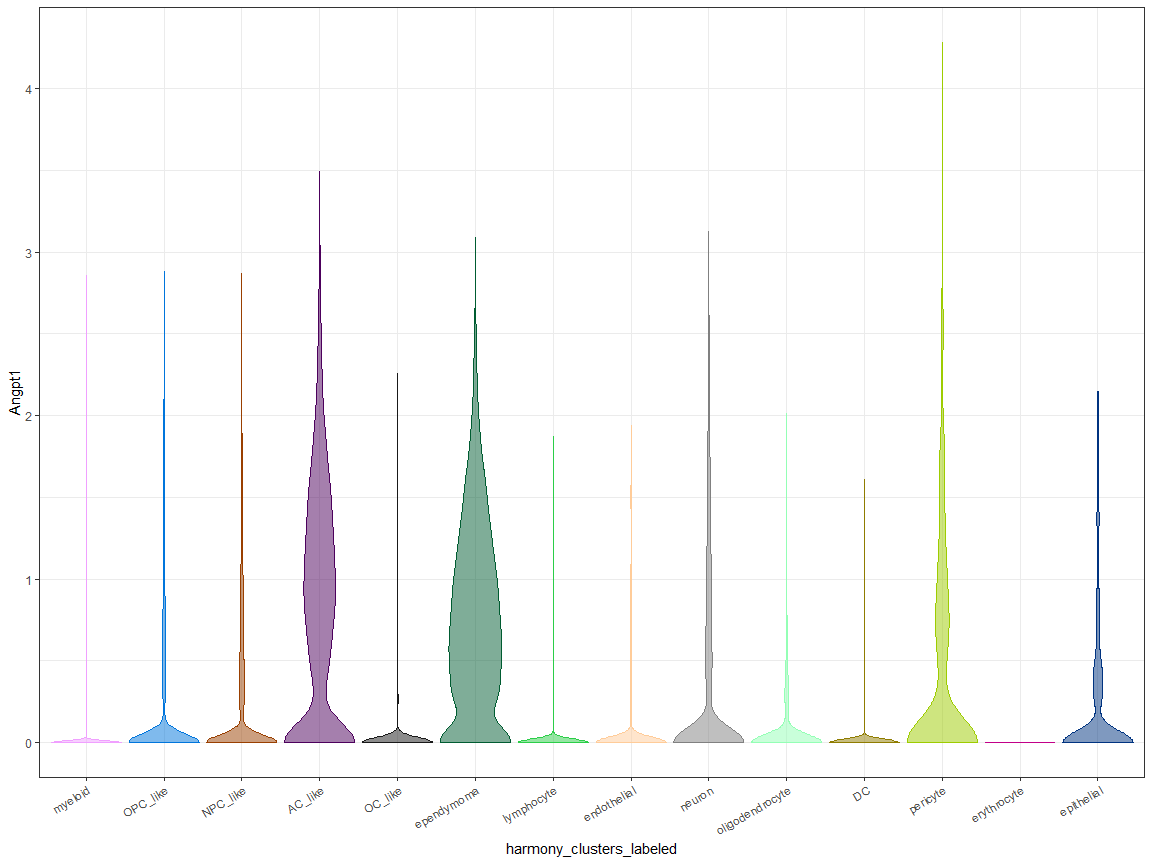 4
3
2
1
0
Angpt1
myeloid
OPC_like
NPC_like
AC_like
OC_like
ependymoma
lymphocyte
endothelial
neuron
oligodendrocyte
DC
pericyte
erythrocyte
epithelial
harmony_clusters_labeled